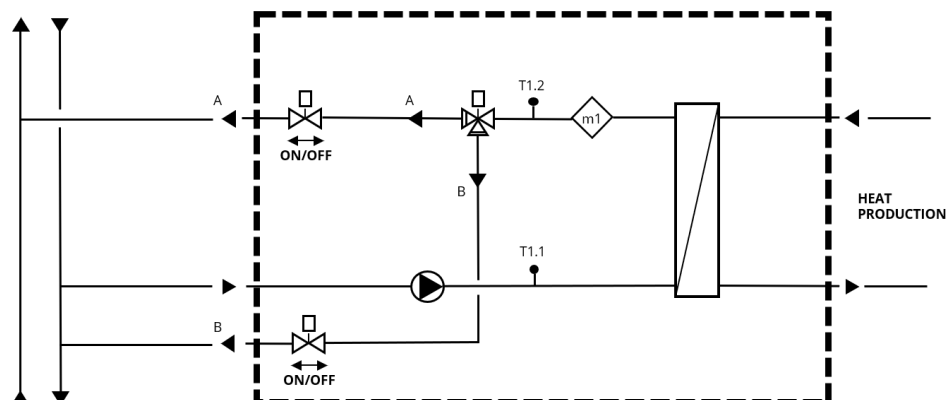 T1.2
A
A
m1
ON/OFF
B
HEAT
PRODUCTION
T1.1
B
ON/OFF